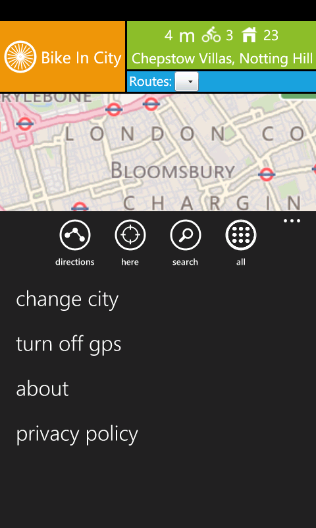 4 m 3 23
Bike In City
Chepstow Villas, Notting Hill
Routes:
RYLEBONE
LONDON CO
BLOOMSBURY
CHARGIN
directions here search all
change city
turn off gps
about
privacy policy